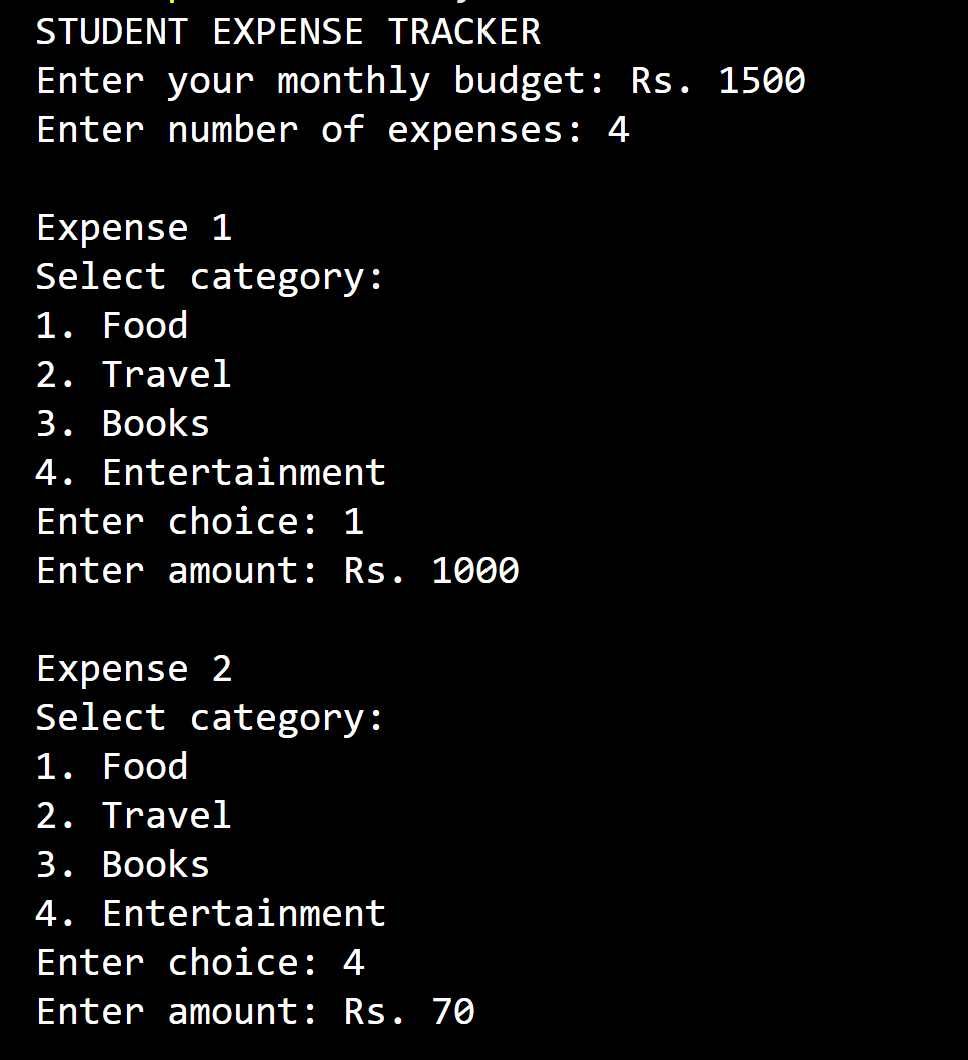 STUDENT EXPENSE TRACKER
Enter your monthly budget: Rs. 1500
Enter number of expenses: 4
Expense 1
Select category:
1. Food
2. Travel
3. Books
4. Entertainment
Enter choice: 1
Enter amount: Rs. 1000
Expense 2
Select category:
1. Food
2. Travel
3. Books
4. Entertainment
Enter choice: 4
Enter amount: Rs. 70